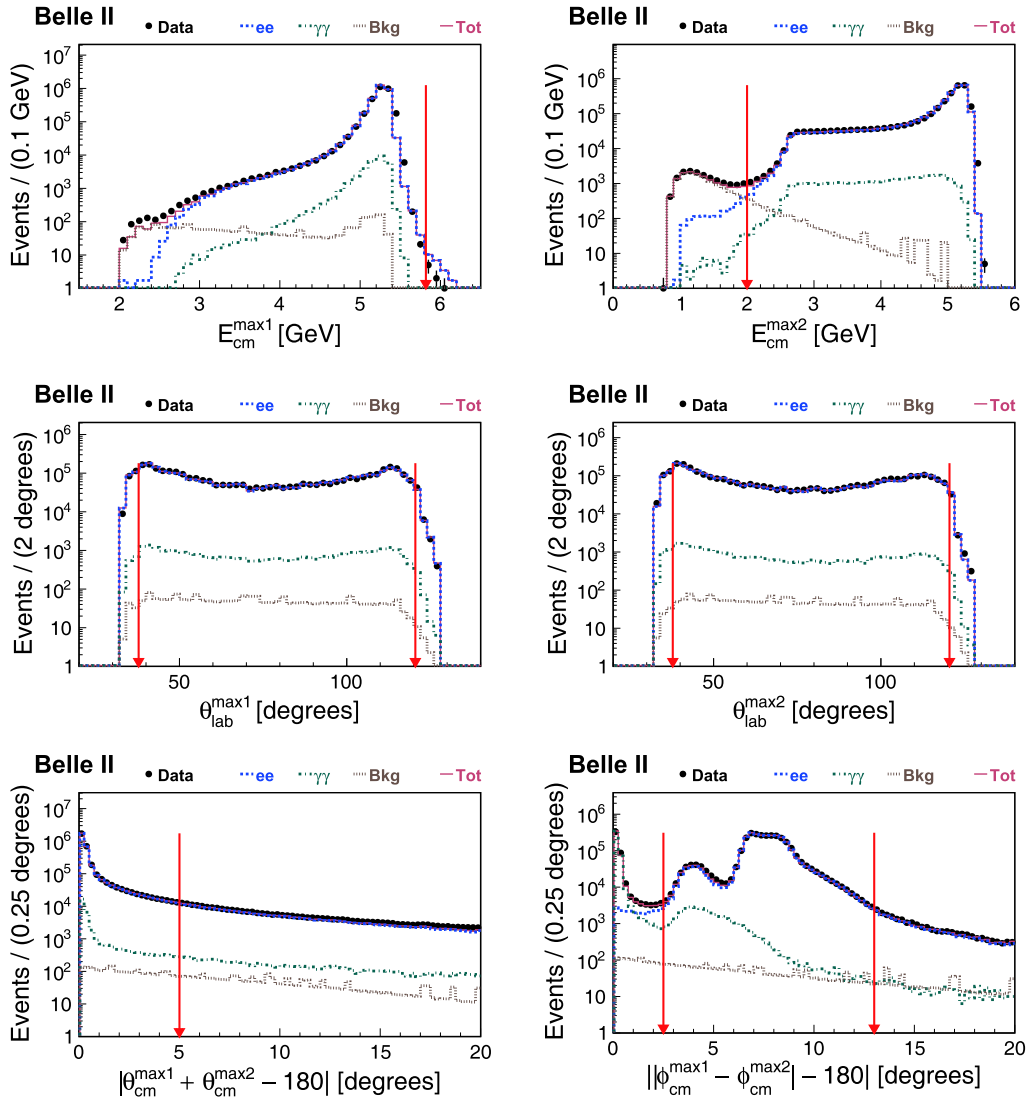 Belle II
Data ee γγ Bkg Tot
Events / (0.1 GeV)
10⁷
10⁶
10⁵
10⁴
10³
10²
10
1
2 3 4 5 6
E_cm^max1 [GeV]
Belle II
Data ee γγ Bkg Tot
Events / (0.1 GeV)
10⁶
10⁵
10⁴
10³
10²
10
1
0 1 2 3 4 5 6
E_cm^max2 [GeV]
Belle II
Data ee γγ Bkg Tot
Events / (2 degrees)
10⁶
10⁵
10⁴
10³
10²
10
1
50 100
θ_lab^max1 [degrees]
Belle II
Data ee γγ Bkg Tot
Events / (2 degrees)
10⁶
10⁵
10⁴
10³
10²
10
1
50 100
θ_lab^max2 [degrees]
Belle II
Data ee γγ Bkg Tot
Events / (0.25 degrees)
10⁷
10⁶
10⁵
10⁴
10³
10²
10
1
0 5 10 15 20
|θ_cm^max1 + θ_cm^max2 − 180| [degrees]
Belle II
Data ee γγ Bkg Tot
Events / (0.25 degrees)
10⁶
10⁵
10⁴
10³
10²
10
1
0 5 10 15 20
||ϕ_cm^max1 − ϕ_cm^max2| − 180| [degrees]